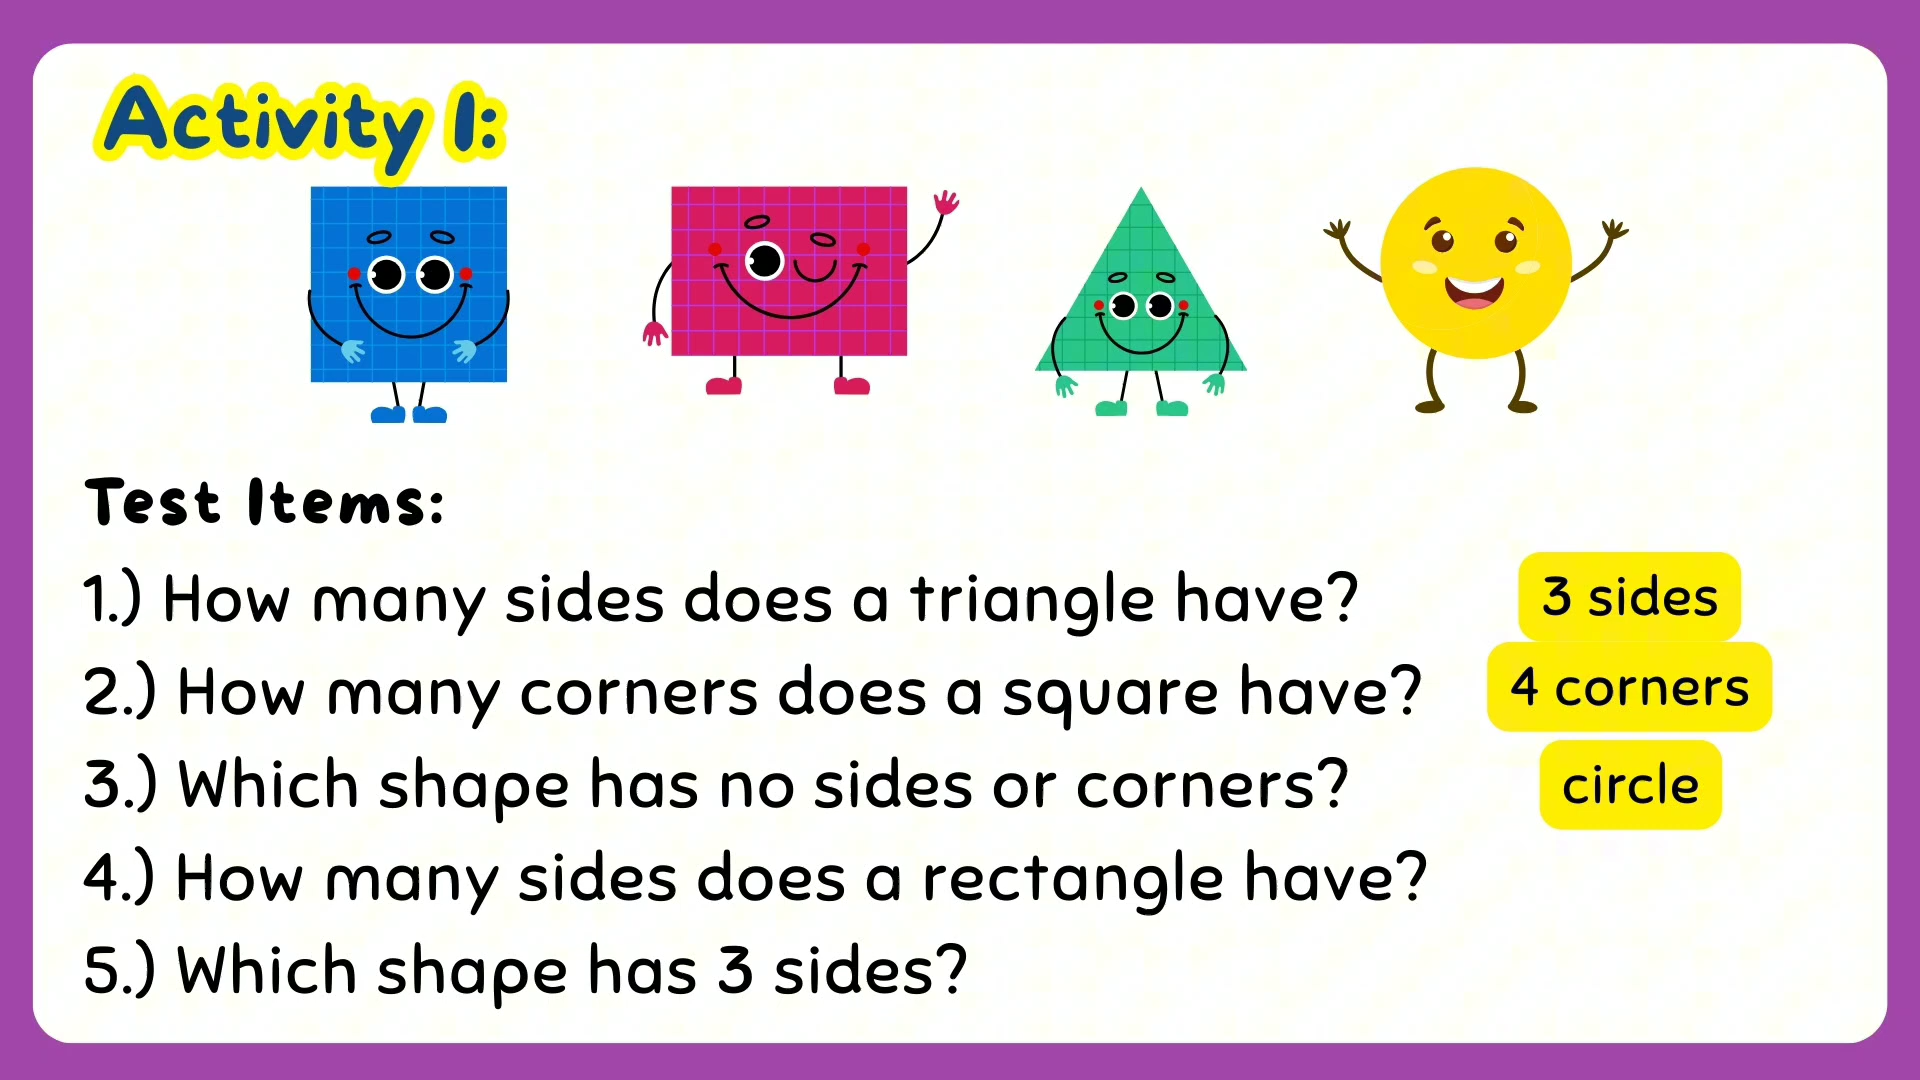 Activity 1:
Test Items:
1.) How many sides does a triangle have?
3 sides
2.) How many corners does a square have?
4 corners
3.) Which shape has no sides or corners?
circle
4.) How many sides does a rectangle have?
5.) Which shape has 3 sides?